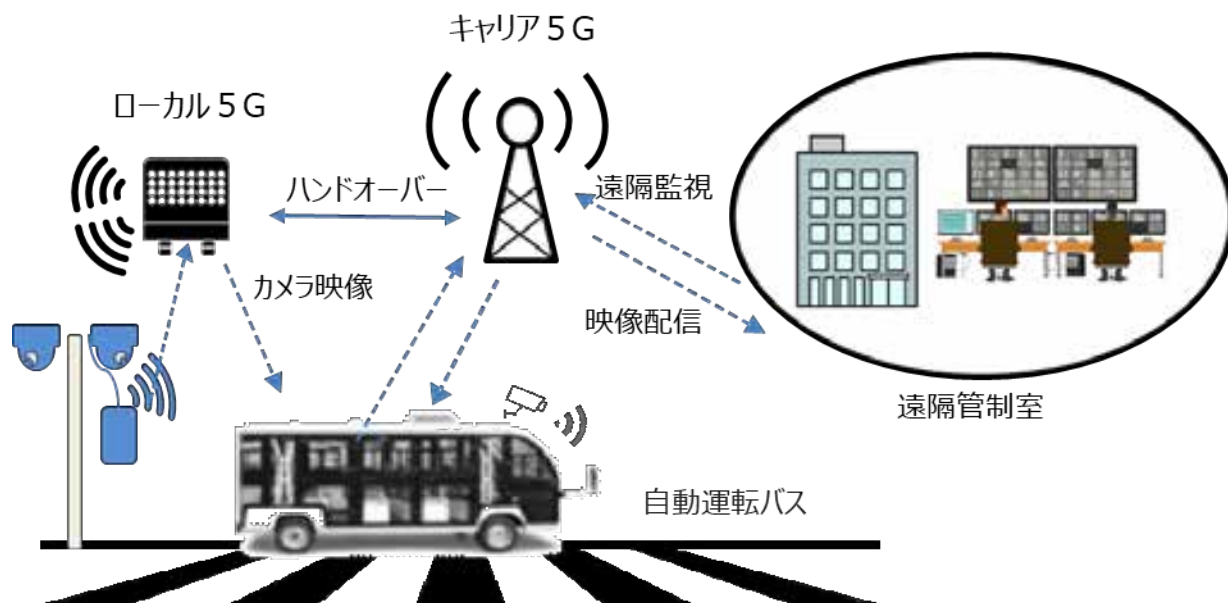 キャリア５Ｇ
ローカル５Ｇ
ハンドオーバー
遠隔監視
カメラ映像
映像配信
遠隔管制室
自動運転バス